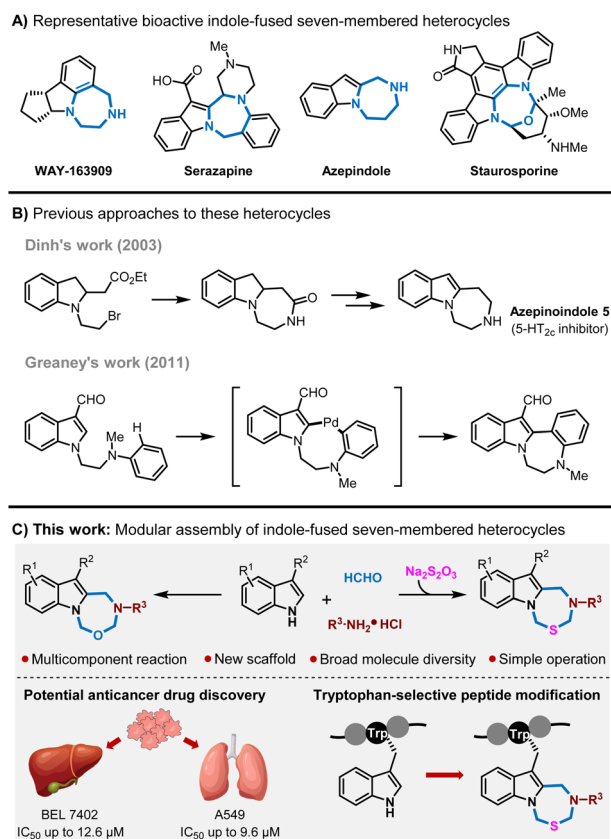 A) Representative bioactive indole-fused seven-membered heterocycles
N
NH
WAY-163909
Me
N
HO
O
N
N
Serazapine
N
NH
Azepindole
HN
O
N
N
O
Me
OMe
NHMe
Staurosporine
B) Previous approaches to these heterocycles
Dinh's work (2003)
CO2Et
N
Br
N
O
NH
N
NH
Azepinoindole 5
(5-HT2c inhibitor)
Greaney's work (2011)
CHO
N
Me
N
H
CHO
Pd
N
N
Me
CHO
N
N
Me
C) This work: Modular assembly of indole-fused seven-membered heterocycles
R1
R2
N
N-R3
O
R1
R2
N
H
+
HCHO
R3-NH2•HCl
Na2S2O3
R1
R2
N
N-R3
S
• Multicomponent reaction • New scaffold • Broad molecule diversity • Simple operation
Potential anticancer drug discovery
BEL 7402
IC50 up to 12.6 μM
A549
IC50 up to 9.6 μM
Tryptophan-selective peptide modification
Trp
N
H
Trp
N
N-R3
S